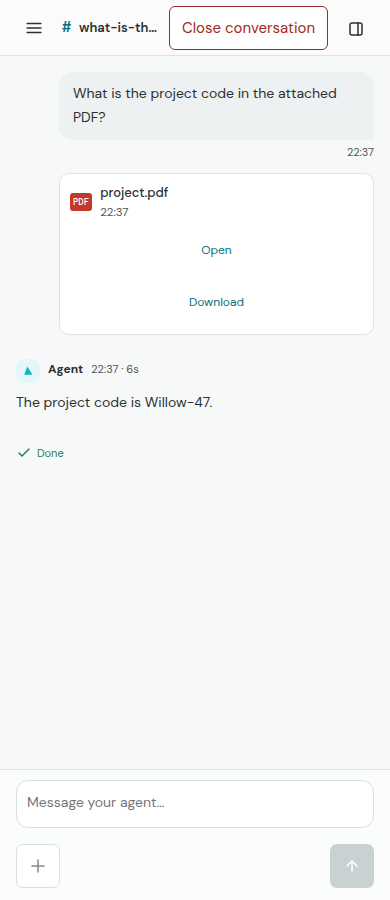 # what-is-th...
Close conversation
What is the project code in the attached
PDF?
22:37
PDF
project.pdf
22:37
Open
Download
Agent 22:37 · 6s
The project code is Willow-47.
Done
Message your agent...